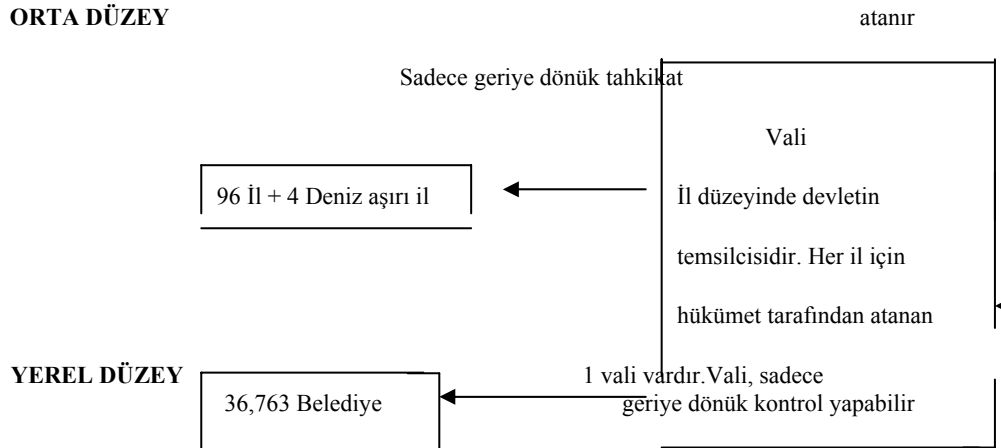 ORTA DÜZEY
atanır
Sadece geriye dönük tahkikat
Vali
96 İl + 4 Deniz aşırı il
İl düzeyinde devletin
temsilcisidir. Her il için
hükümet tarafından atanan
YEREL DÜZEY
1 vali vardır.Vali, sadece
36,763 Belediye
geriye dönük kontrol yapabilir